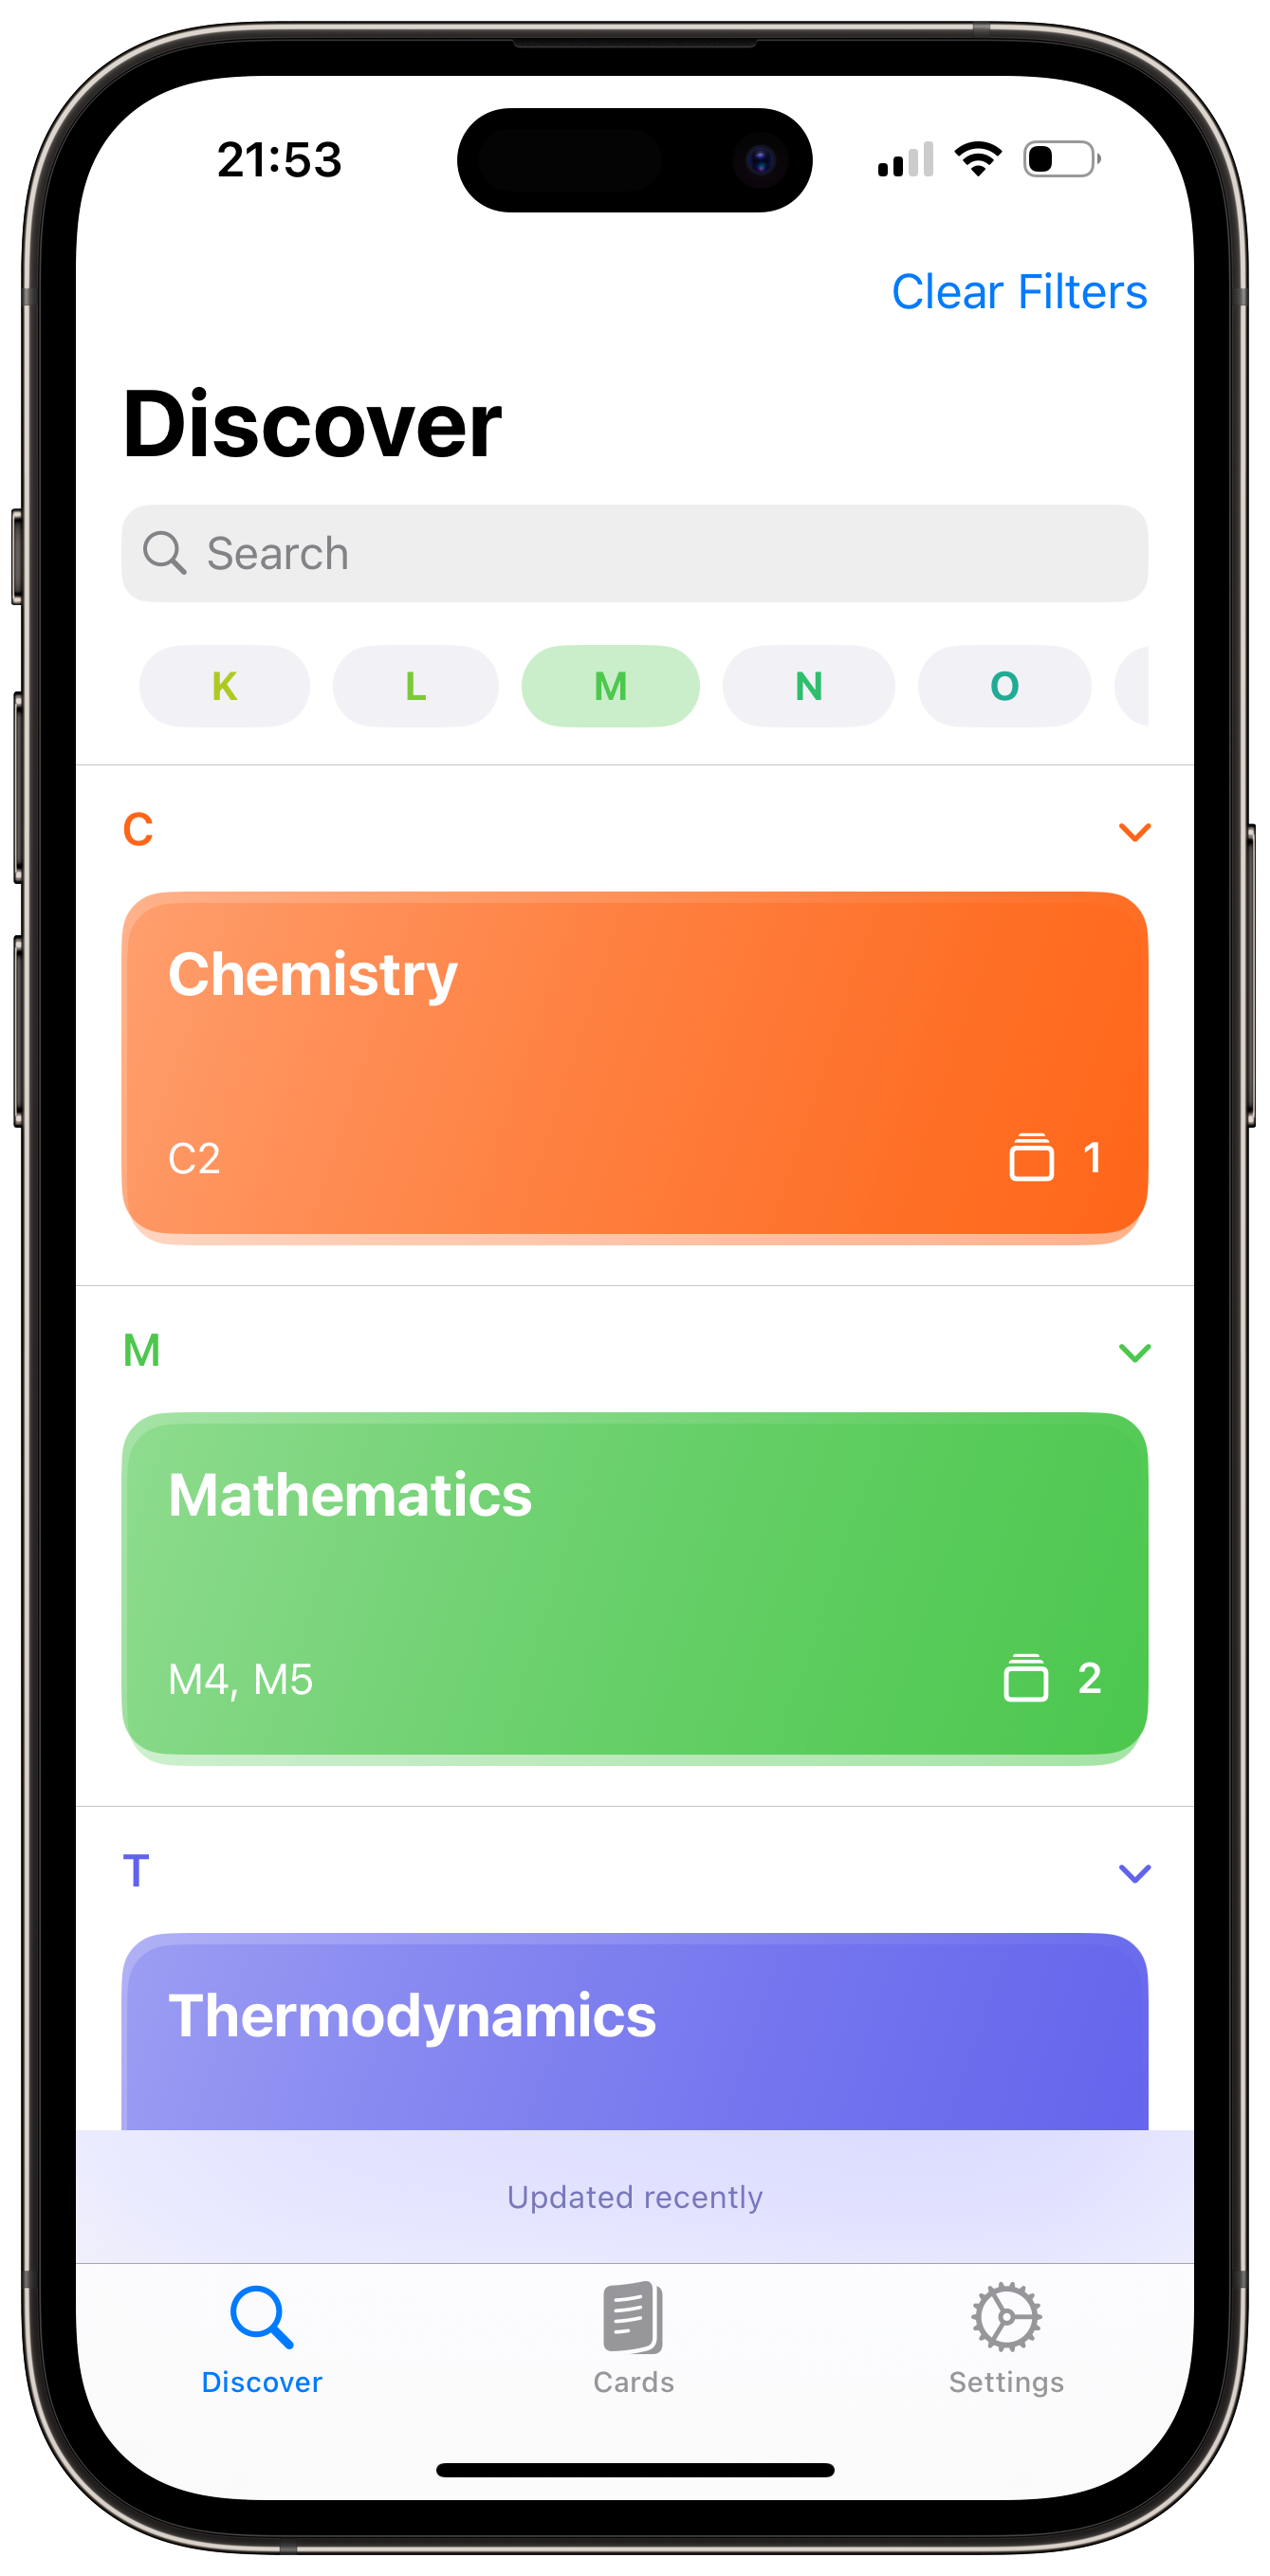 21:53
Clear Filters
Discover
Search
K L M N O
C
Chemistry
C2 1
M
Mathematics
M4, M5 2
T
Thermodynamics
Updated recently
Discover Cards Settings